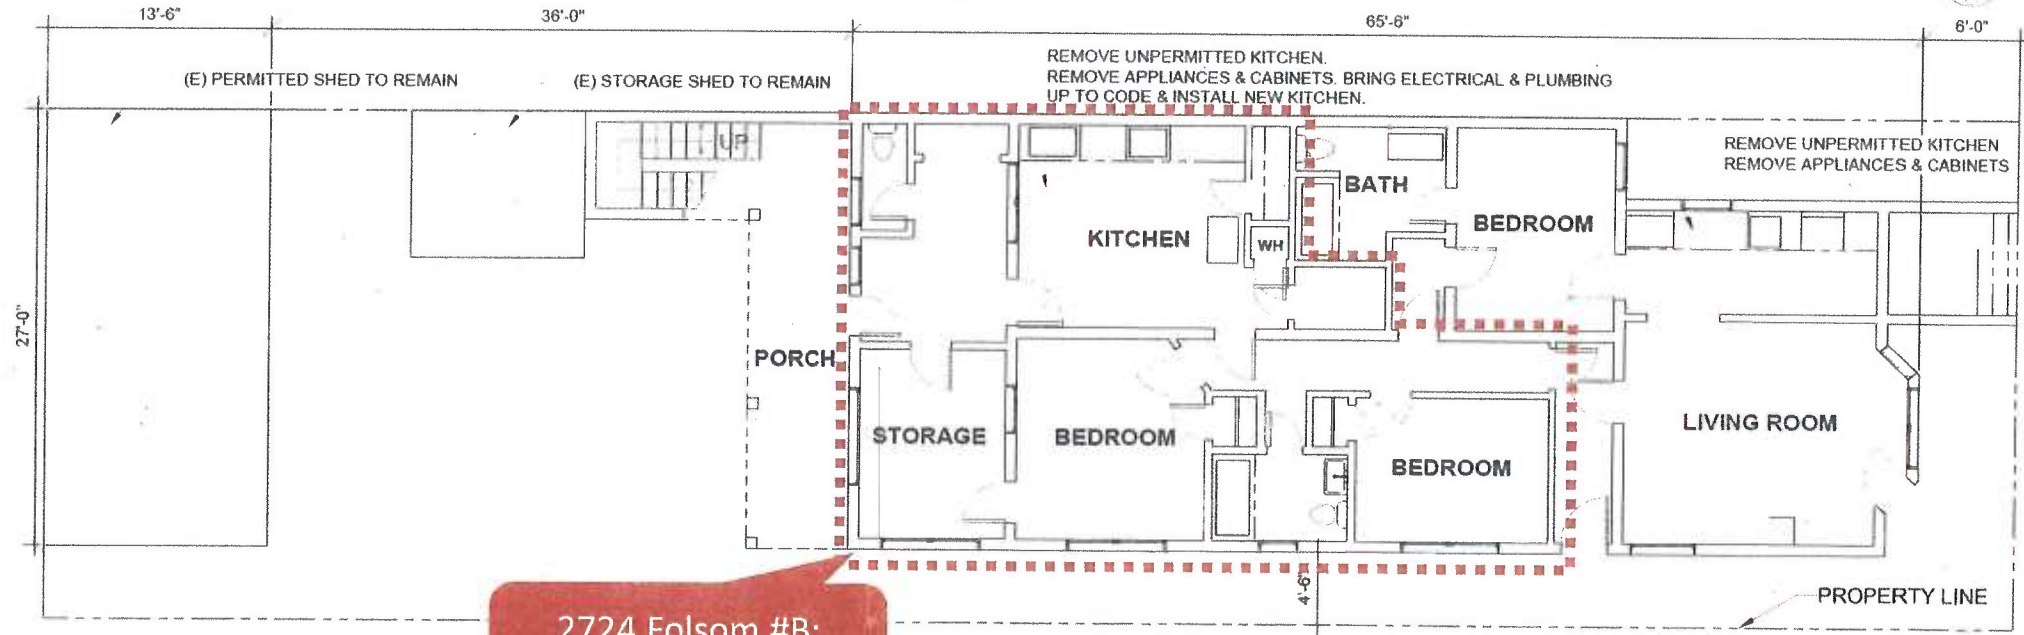 13'-6"
36'-0"
65'-6"
6'-0"
REMOVE UNPERMITTED KITCHEN.
REMOVE APPLIANCES & CABINETS. BRING ELECTRICAL & PLUMBING
UP TO CODE & INSTALL NEW KITCHEN.
(E) PERMITTED SHED TO REMAIN
(E) STORAGE SHED TO REMAIN
REMOVE UNPERMITTED KITCHEN
REMOVE APPLIANCES & CABINETS
UP
BATH
BEDROOM
KITCHEN
WH
27'-0"
PORCH
LIVING ROOM
STORAGE
BEDROOM
BEDROOM
4'-6"
PROPERTY LINE
2724 Folsom #B: